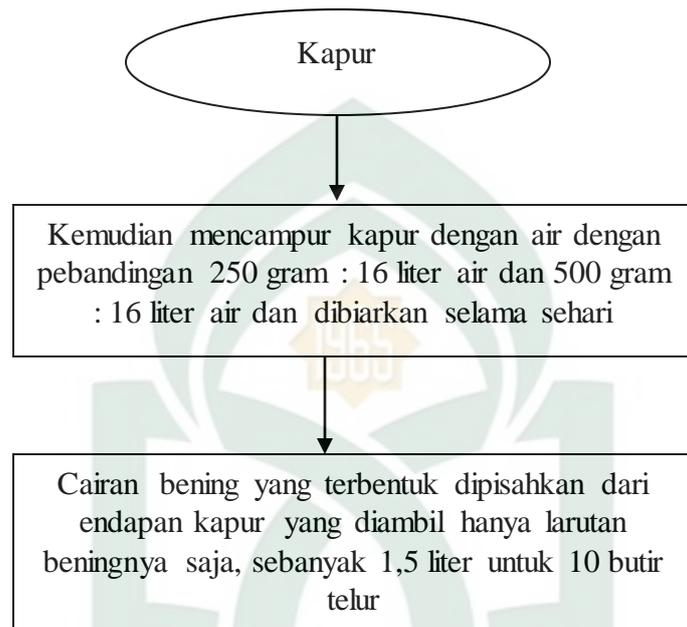 Kapur
Kemudian mencampur kapur dengan air dengan
pebandingan 250 gram : 16 liter air dan 500 gram
: 16 liter air dan dibiarkan selama sehari
1965
Cairan bening yang terbentuk dipisahkan dari
endapan kapur yang diambil hanya larutan
beningnya saja, sebanyak 1,5 liter untuk 10 butir
telur